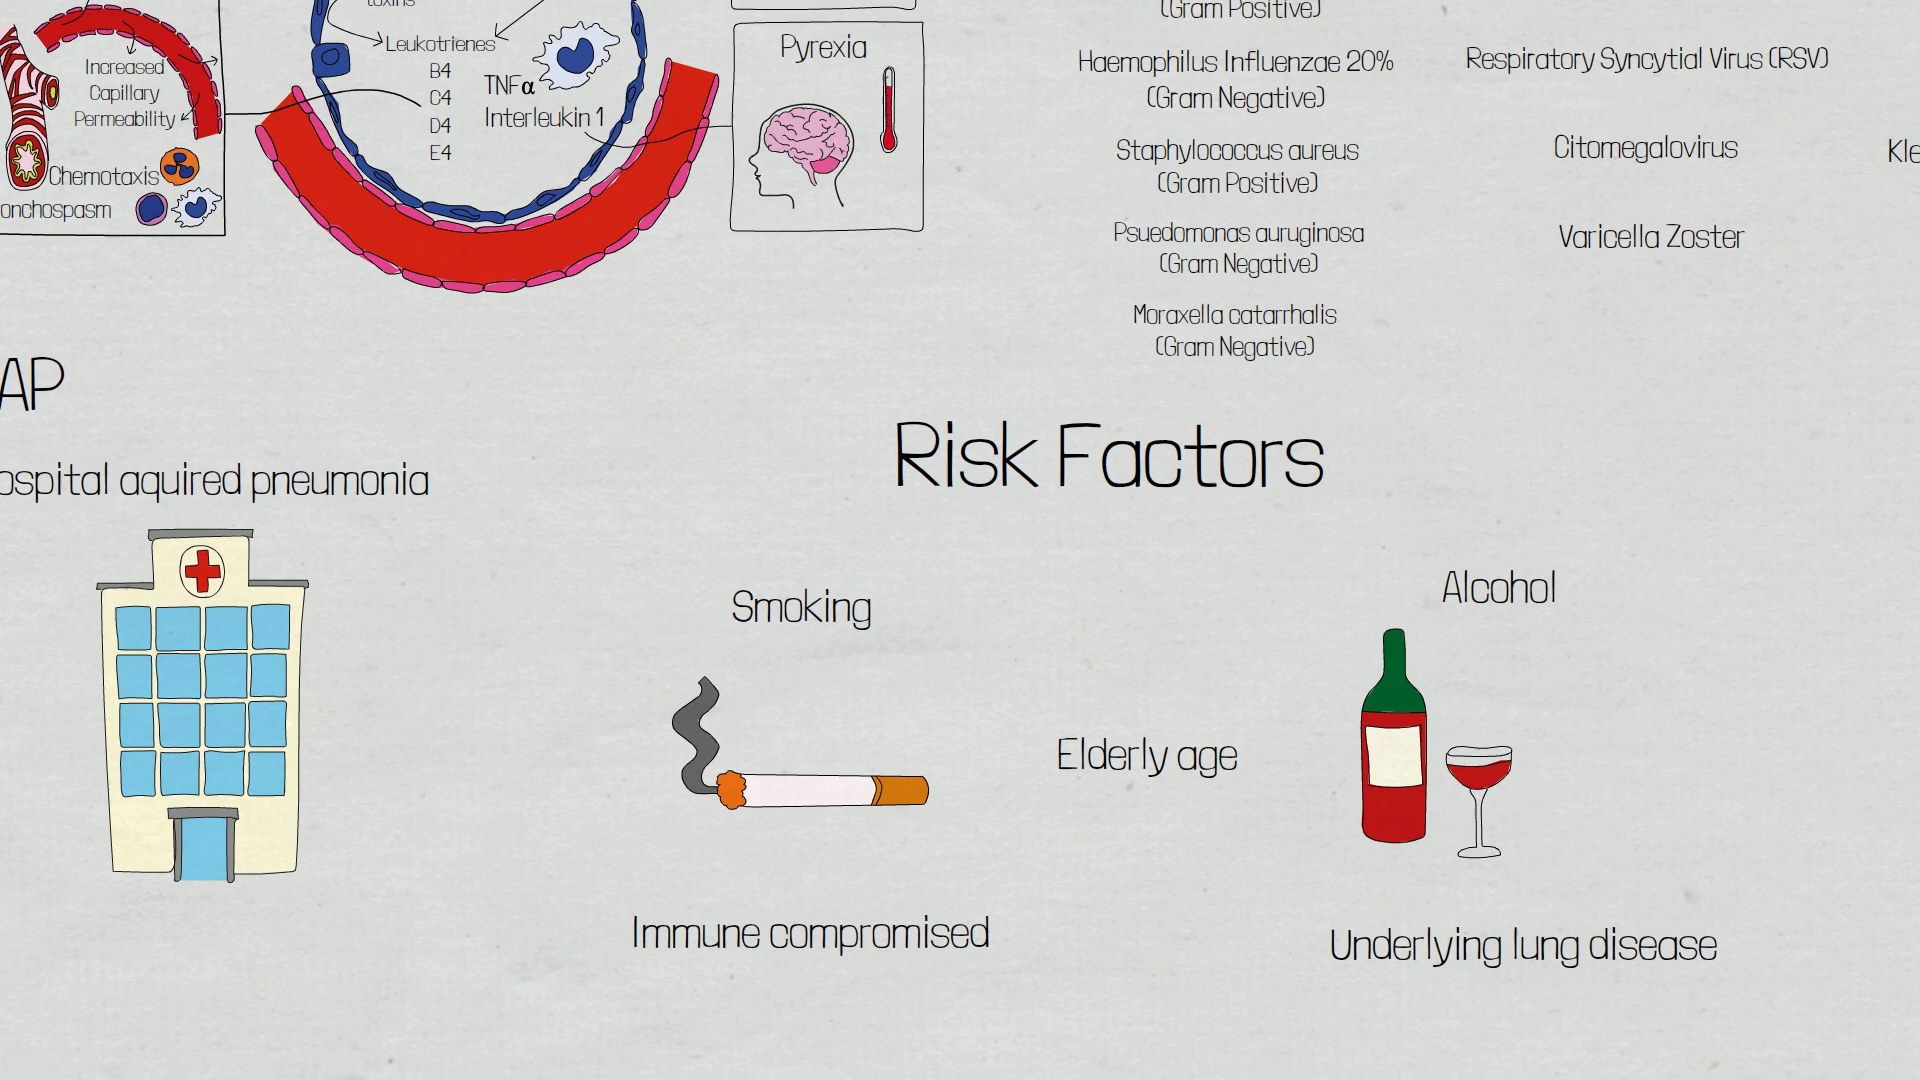 toxins
Leukotrienes
B4
C4
D4
E4
TNFα
Interleukin 1
Increased
Capillary
Permeability
Chemotaxis
Pyrexia
(Gram Positive)
Haemophilus Influenzae 20%
(Gram Negative)
Staphylococcus aureus
(Gram Positive)
Psuedomonas auruginosa
(Gram Negative)
Moraxella catarrhalis
(Gram Negative)
Respiratory Syncytial Virus (RSV)
Citomegalovirus
Varicella Zoster
Kle
AP
ospital aquired pneumonia
Risk Factors
Smoking
Alcohol
Elderly age
Immune compromised
Underlying lung disease
onchospasm